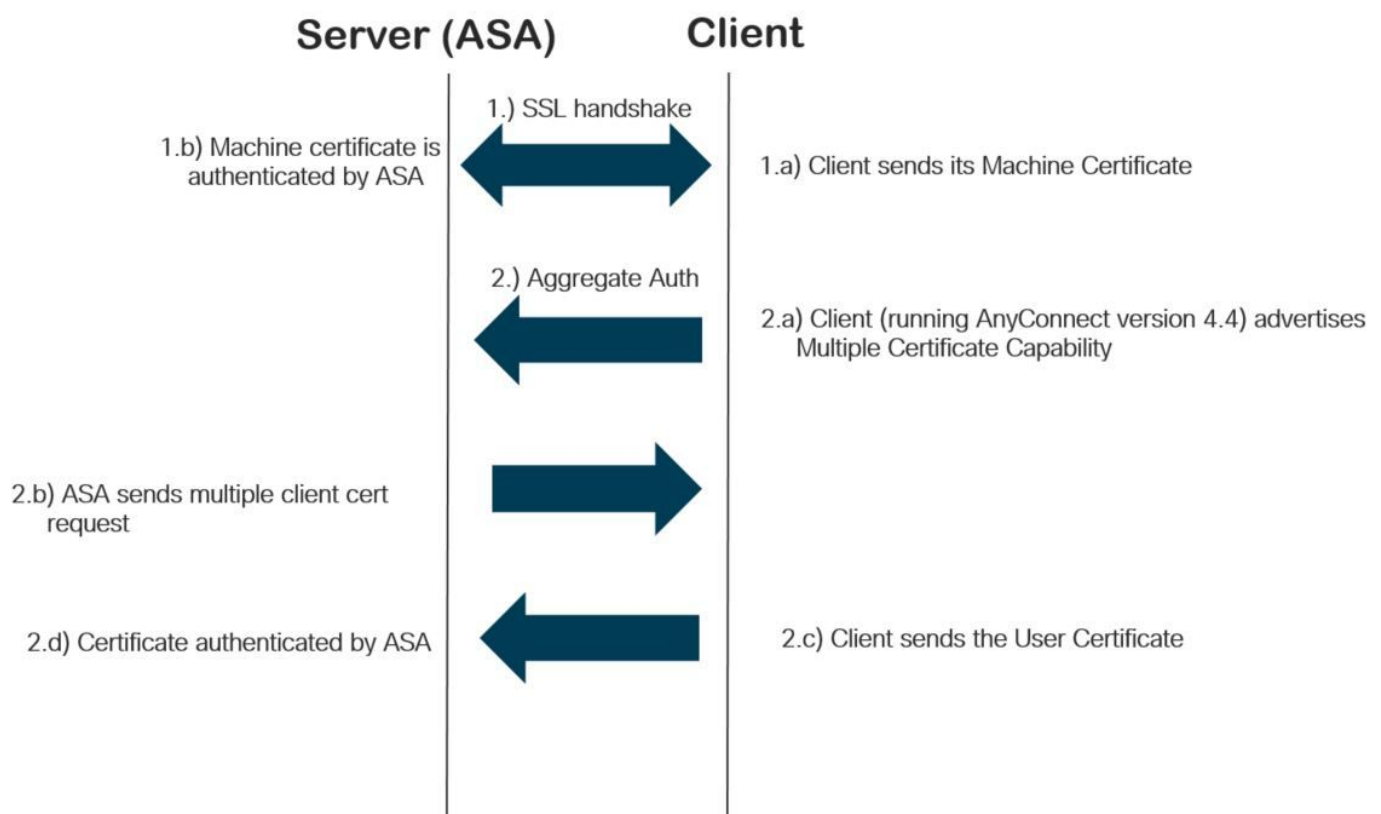 Server (ASA)
Client
1.) SSL handshake
1.b) Machine certificate is
authenticated by ASA
1.a) Client sends its Machine Certificate
2.) Aggregate Auth
2.a) Client (running AnyConnect version 4.4) advertises
Multiple Certificate Capability
2.b) ASA sends multiple client cert
request
2.d) Certificate authenticated by ASA
2.c) Client sends the User Certificate